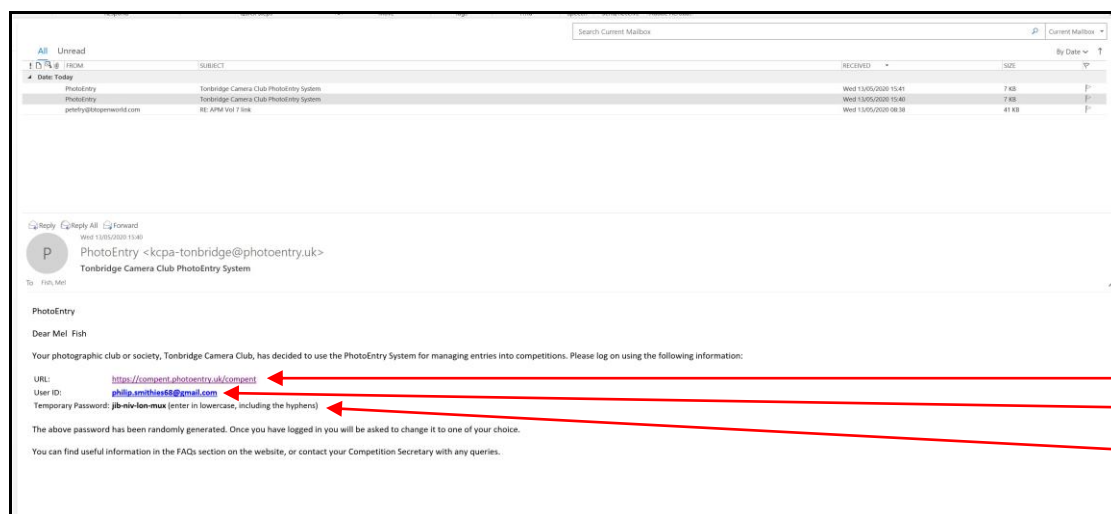 Search Current Mailbox Current Mailbox
All Unread By Date
FROM SUBJECT RECEIVED SIZE
Date: Today
PhotoEntry Tonbridge Camera Club PhotoEntry System Wed 13/05/2020 15:41 7 KB
PhotoEntry Tonbridge Camera Club PhotoEntry System Wed 13/05/2020 15:40 7 KB
petefry@btopenworld.com RE: APM Vol 7 link Wed 13/05/2020 08:38 41 KB
Reply Reply All Forward
Wed 13/05/2020 15:40
P PhotoEntry <kcpa-tonbridge@photoentry.uk>
Tonbridge Camera Club PhotoEntry System
To Fish, Mel
PhotoEntry
Dear Mel Fish
Your photographic club or society, Tonbridge Camera Club, has decided to use the PhotoEntry System for managing entries into competitions. Please log on using the following information:
URL: https://compent.photoentry.uk/compent
User ID: philip.smithies68@gmail.com
Temporary Password: jib-niv-lon-mux (enter in lowercase, including the hyphens)
The above password has been randomly generated. Once you have logged in you will be asked to change it to one of your choice.
You can find useful information in the FAQs section on the website, or contact your Competition Secretary with any queries.